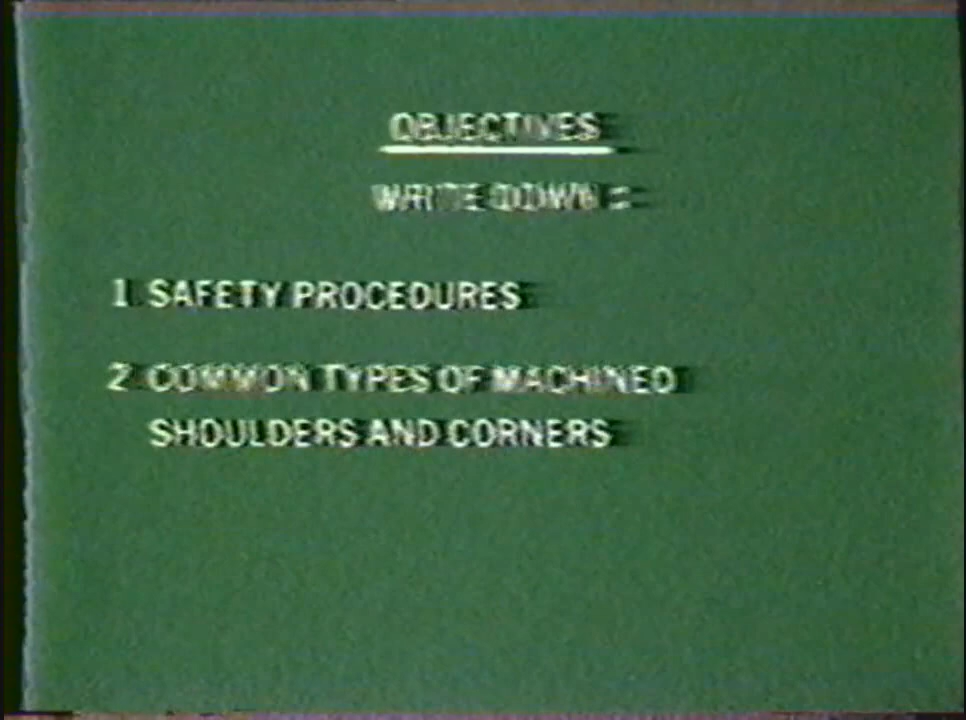 OBJECTIVES
WRITE DOWN :
1 SAFETY PROCEDURES
2 COMMON TYPES OF MACHINED
SHOULDERS AND CORNERS